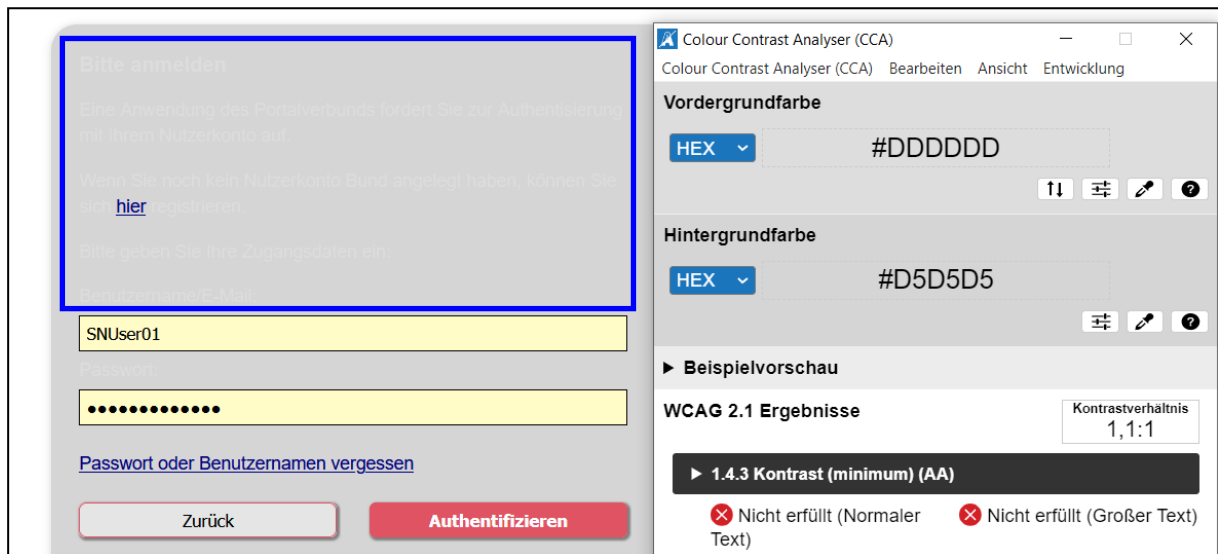 Bitte anmelden
Eine Anwendung des Portalverbunds fordert Sie zur Authentisierung
mit Ihrem Nutzerkonto auf.
Wenn Sie noch kein Nutzerkonto Bund angelegt haben, können Sie
sich hier registrieren.
Bitte geben Sie Ihre Zugangsdaten ein:
Benutzername/E-Mail:
SNUser01
Passwort:
•••••••••••••
Passwort oder Benutzernamen vergessen
Zurück
Authentifizieren
Colour Contrast Analyser (CCA)
Colour Contrast Analyser (CCA) Bearbeiten Ansicht Entwicklung
Vordergrundfarbe
HEX
#DDDDDD
Hintergrundfarbe
HEX
#D5D5D5
Beispielvorschau
WCAG 2.1 Ergebnisse
Kontrastverhältnis
1,1:1
1.4.3 Kontrast (minimum) (AA)
Nicht erfüllt (Normaler
Text)
Nicht erfüllt (Großer Text)